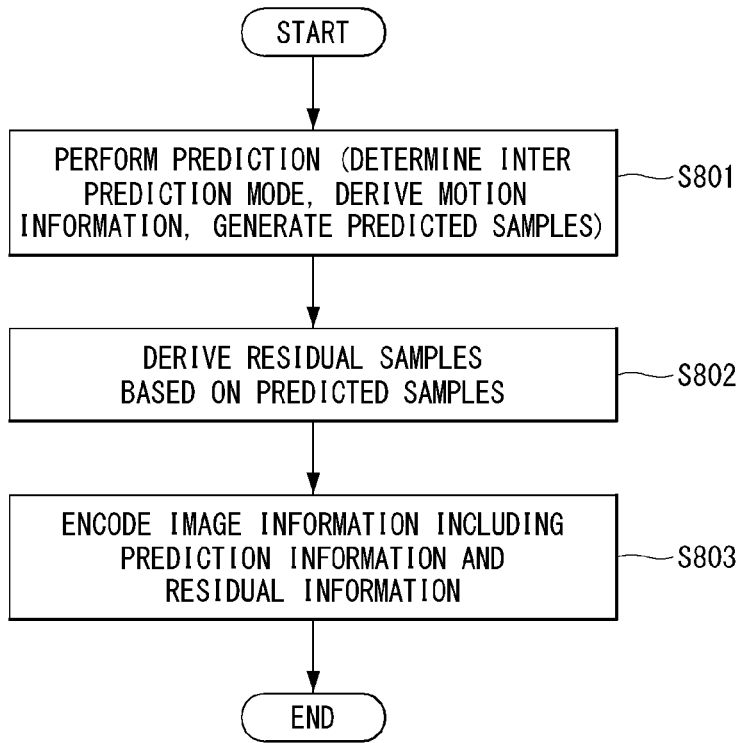 START
PERFORM PREDICTION (DETERMINE INTER
PREDICTION MODE, DERIVE MOTION
INFORMATION, GENERATE PREDICTED SAMPLES)
S801
DERIVE RESIDUAL SAMPLES
BASED ON PREDICTED SAMPLES
S802
ENCODE IMAGE INFORMATION INCLUDING
PREDICTION INFORMATION AND
RESIDUAL INFORMATION
S803
END